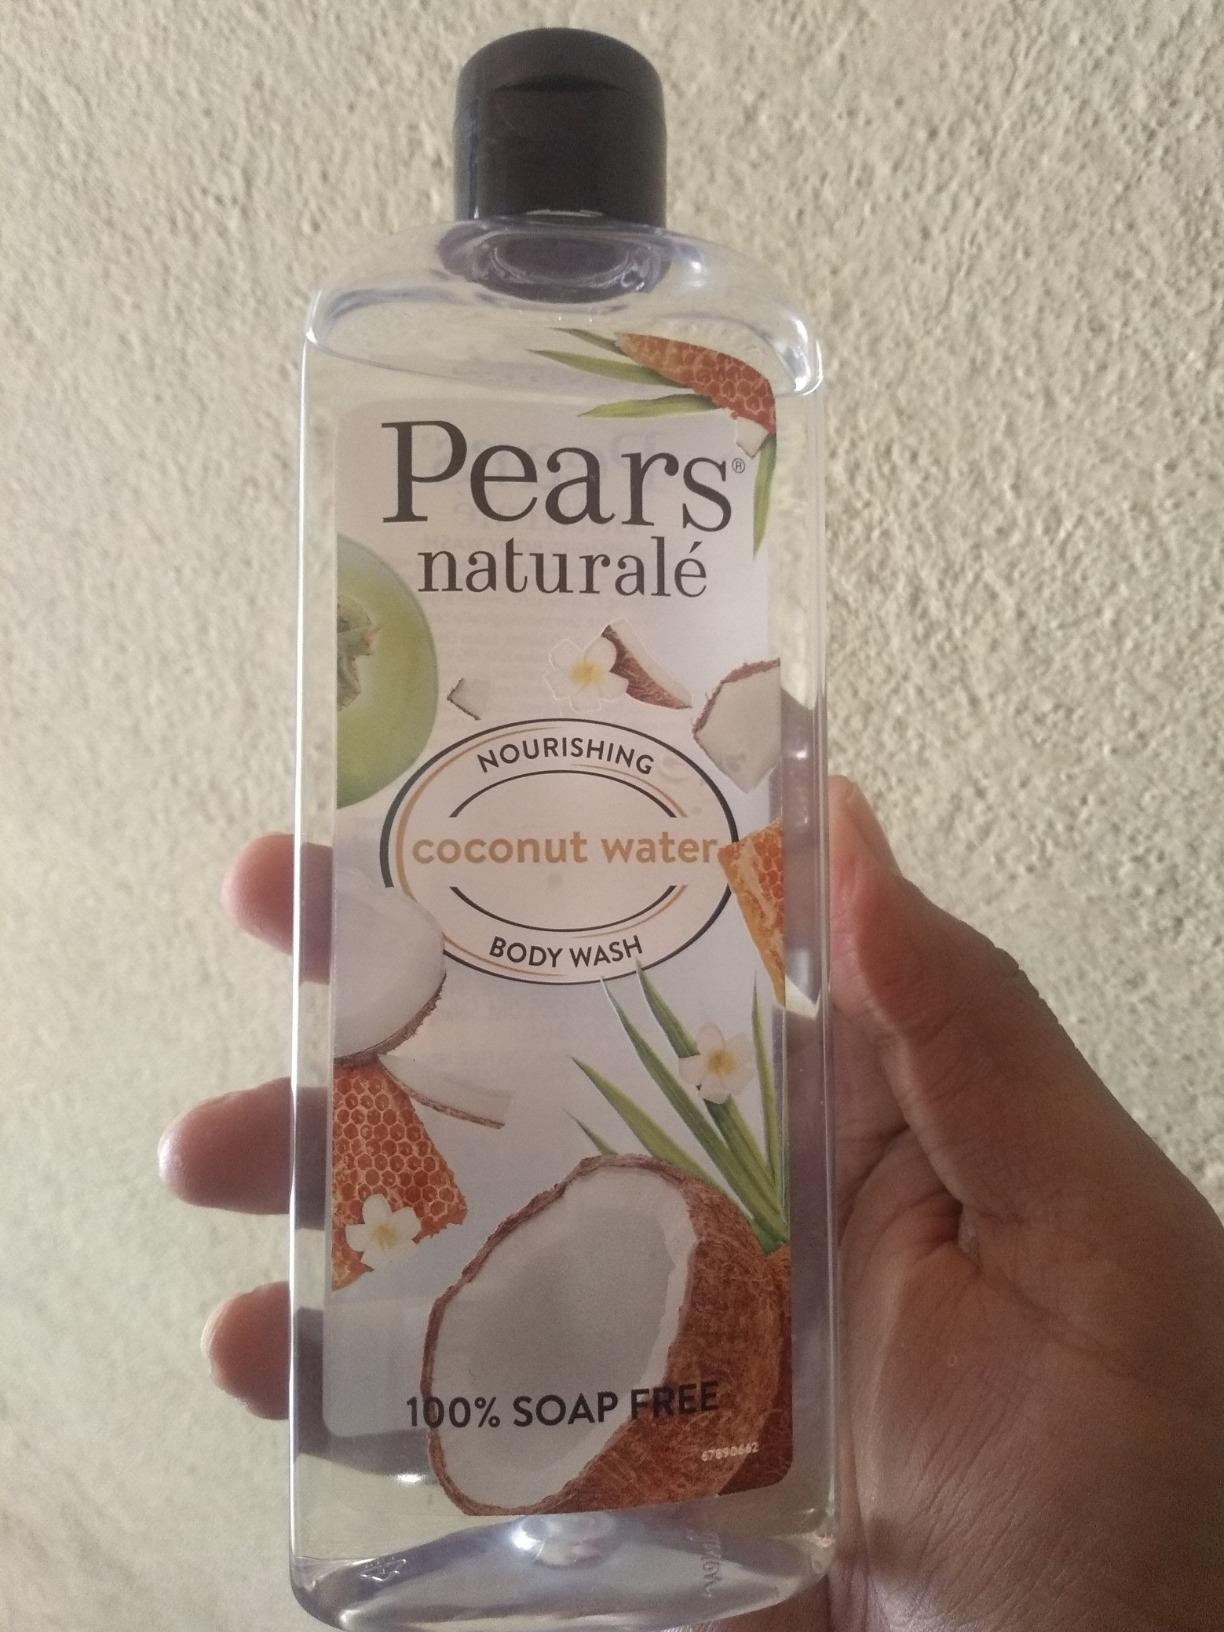 Pears®
naturalé
NOURISHING
coconut water
BODY WASH
100% SOAP FREE
67890662